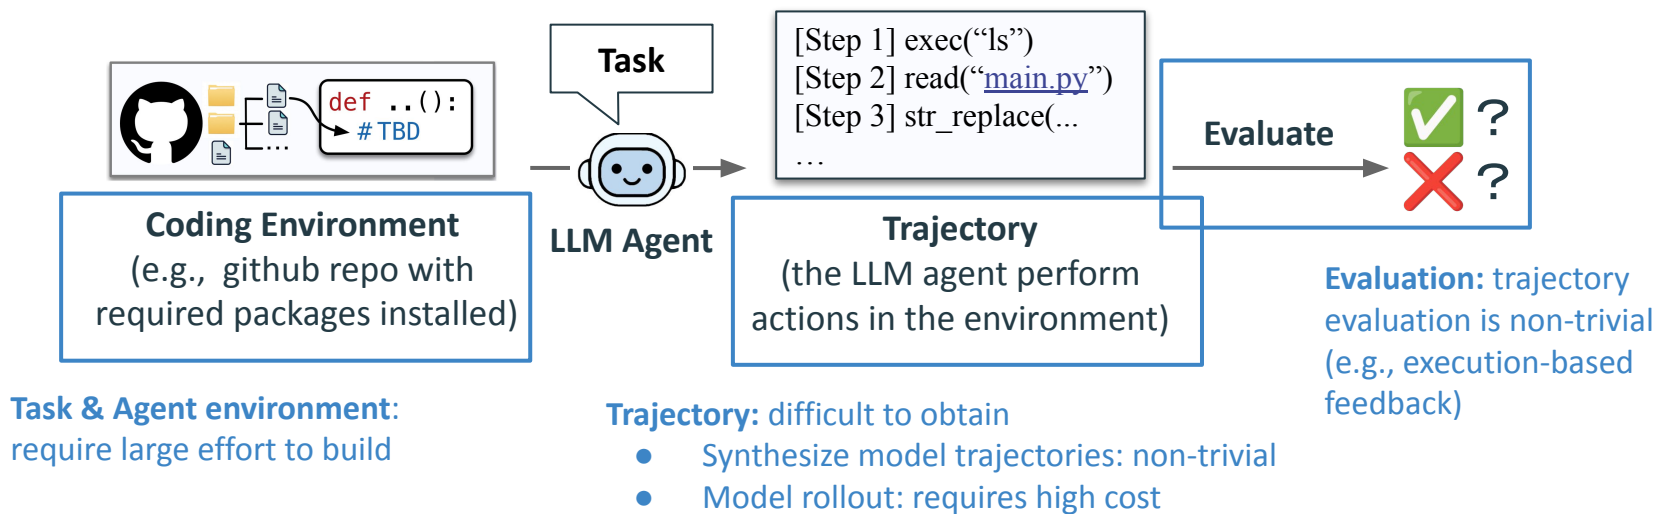 def ..():
# TBD
...
Coding Environment
(e.g.,  github repo with
required packages installed)
Task
LLM Agent
[Step 1] exec(“ls”)
[Step 2] read(“main.py”)
[Step 3] str_replace(...
…
Trajectory
(the LLM agent perform
actions in the environment)
Evaluate
?
?
Task & Agent environment:
require large effort to build
Trajectory: difficult to obtain
● Synthesize model trajectories: non-trivial
● Model rollout: requires high cost
Evaluation: trajectory
evaluation is non-trivial
(e.g., execution-based
feedback)